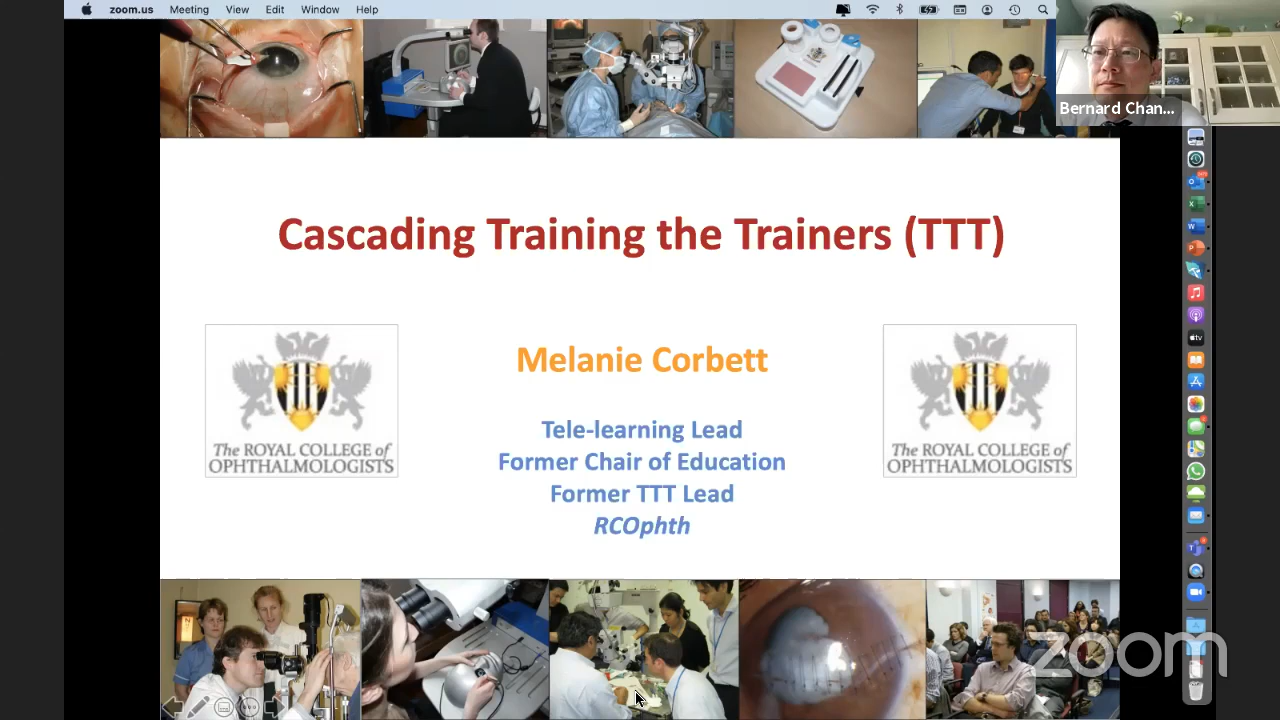 zoom.us Meeting View Edit Window Help
Bernard Chan...
Cascading Training the Trainers (TTT)
The ROYAL COLLEGE of
OPHTHALMOLOGISTS
Melanie Corbett
The ROYAL COLLEGE of
OPHTHALMOLOGISTS
Tele-learning Lead
Former Chair of Education
Former TTT Lead
RCOphth
zoom
tv